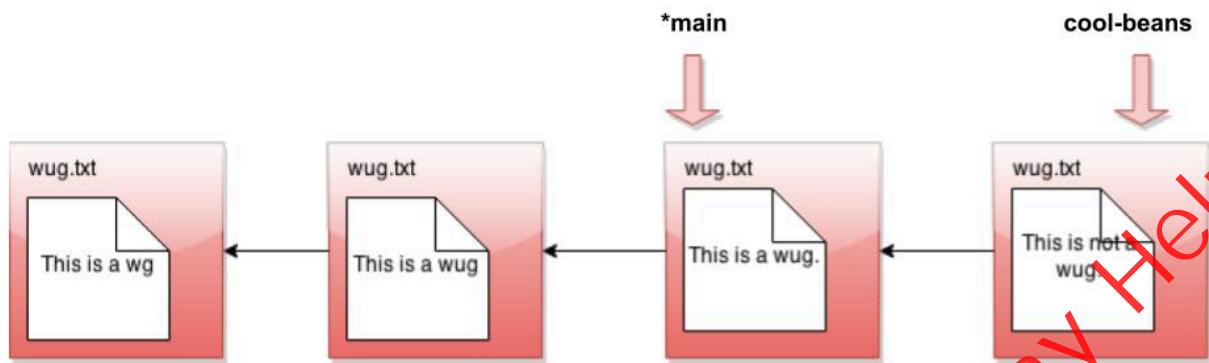 *main
cool-beans
wug.txt
wug.txt
wug.txt
wug.txt
This is a wg
This is a wug
This is a wug.
This is not a
wug.